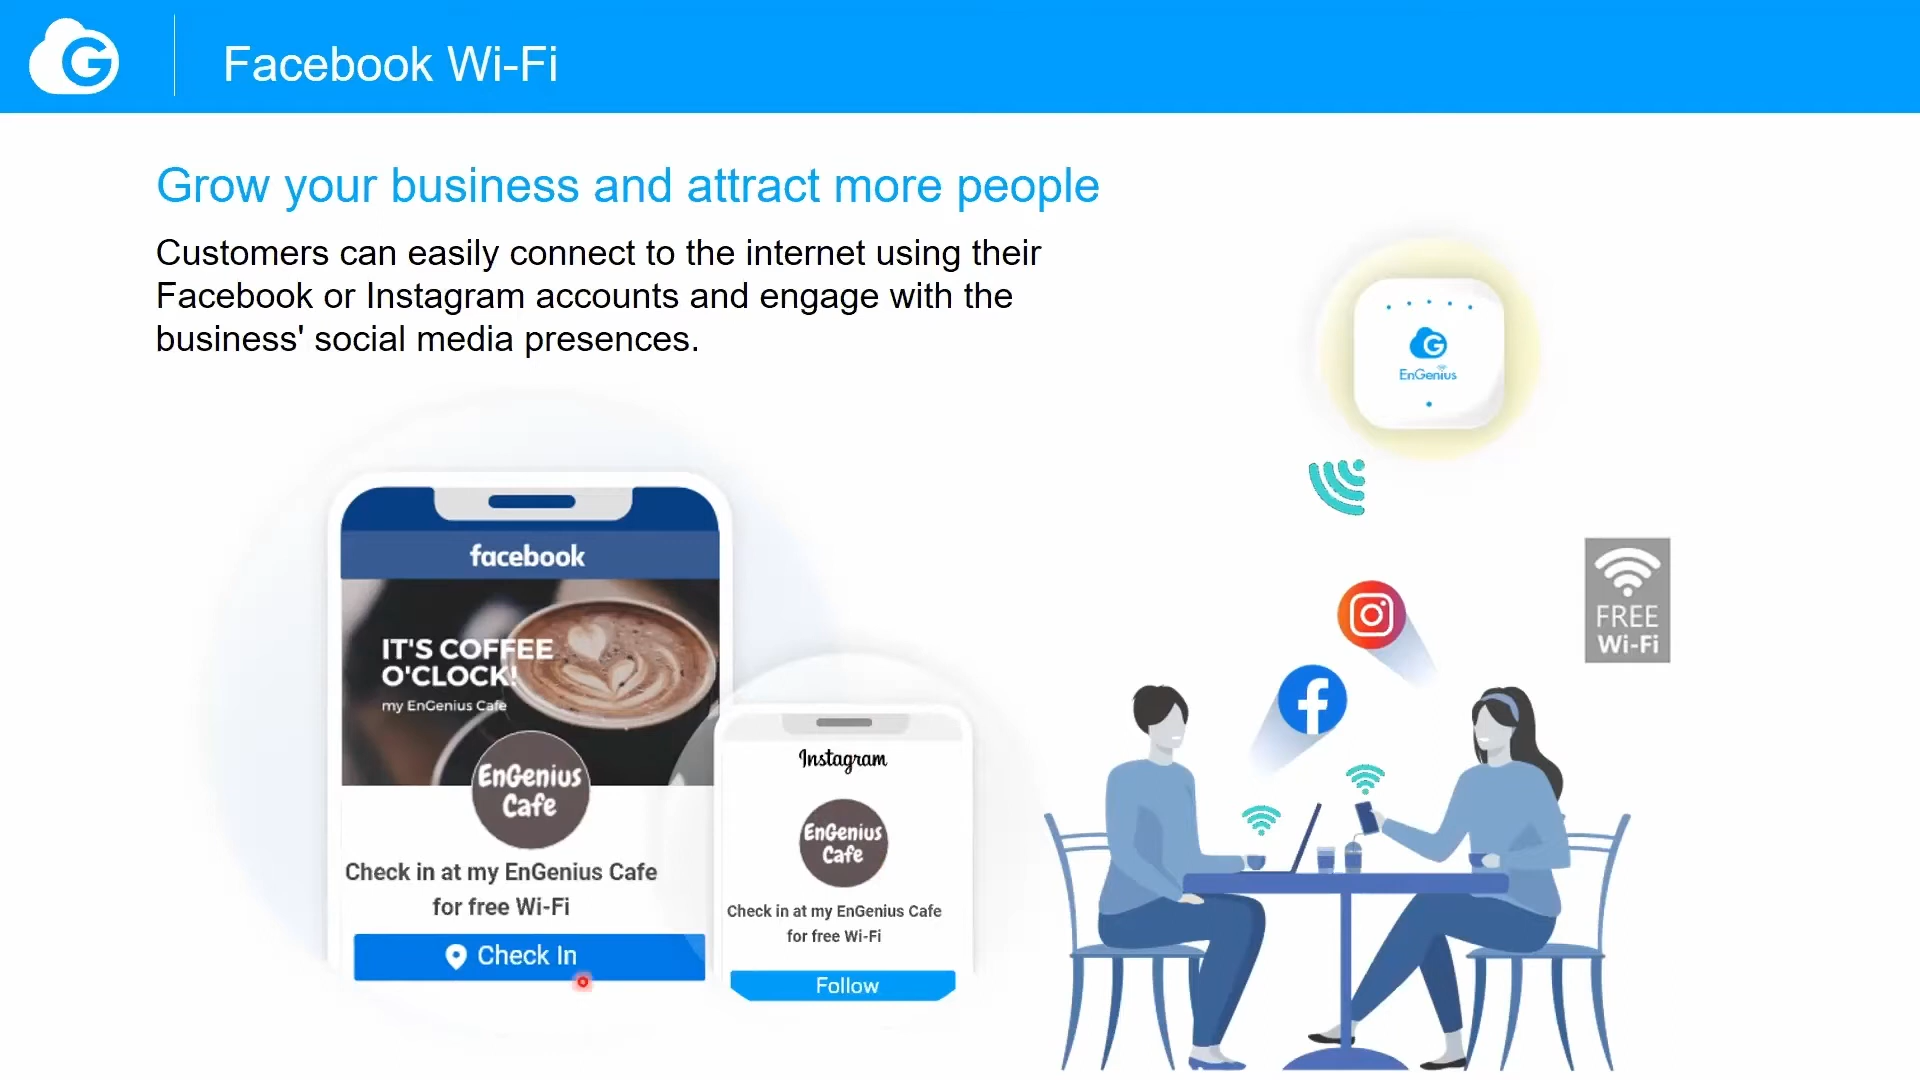 G
Facebook Wi-Fi
Grow your business and attract more people
Customers can easily connect to the internet using their
Facebook or Instagram accounts and engage with the
business' social media presences.
G
EnGenius
facebook
IT'S COFFEE
O'CLOCK!
my EnGenius Cafe
EnGenius
Cafe
Check in at my EnGenius Cafe
for free Wi-Fi
Check In
Instagram
EnGenius
Cafe
Check in at my EnGenius Cafe
for free Wi-Fi
Follow
FREE
Wi-Fi